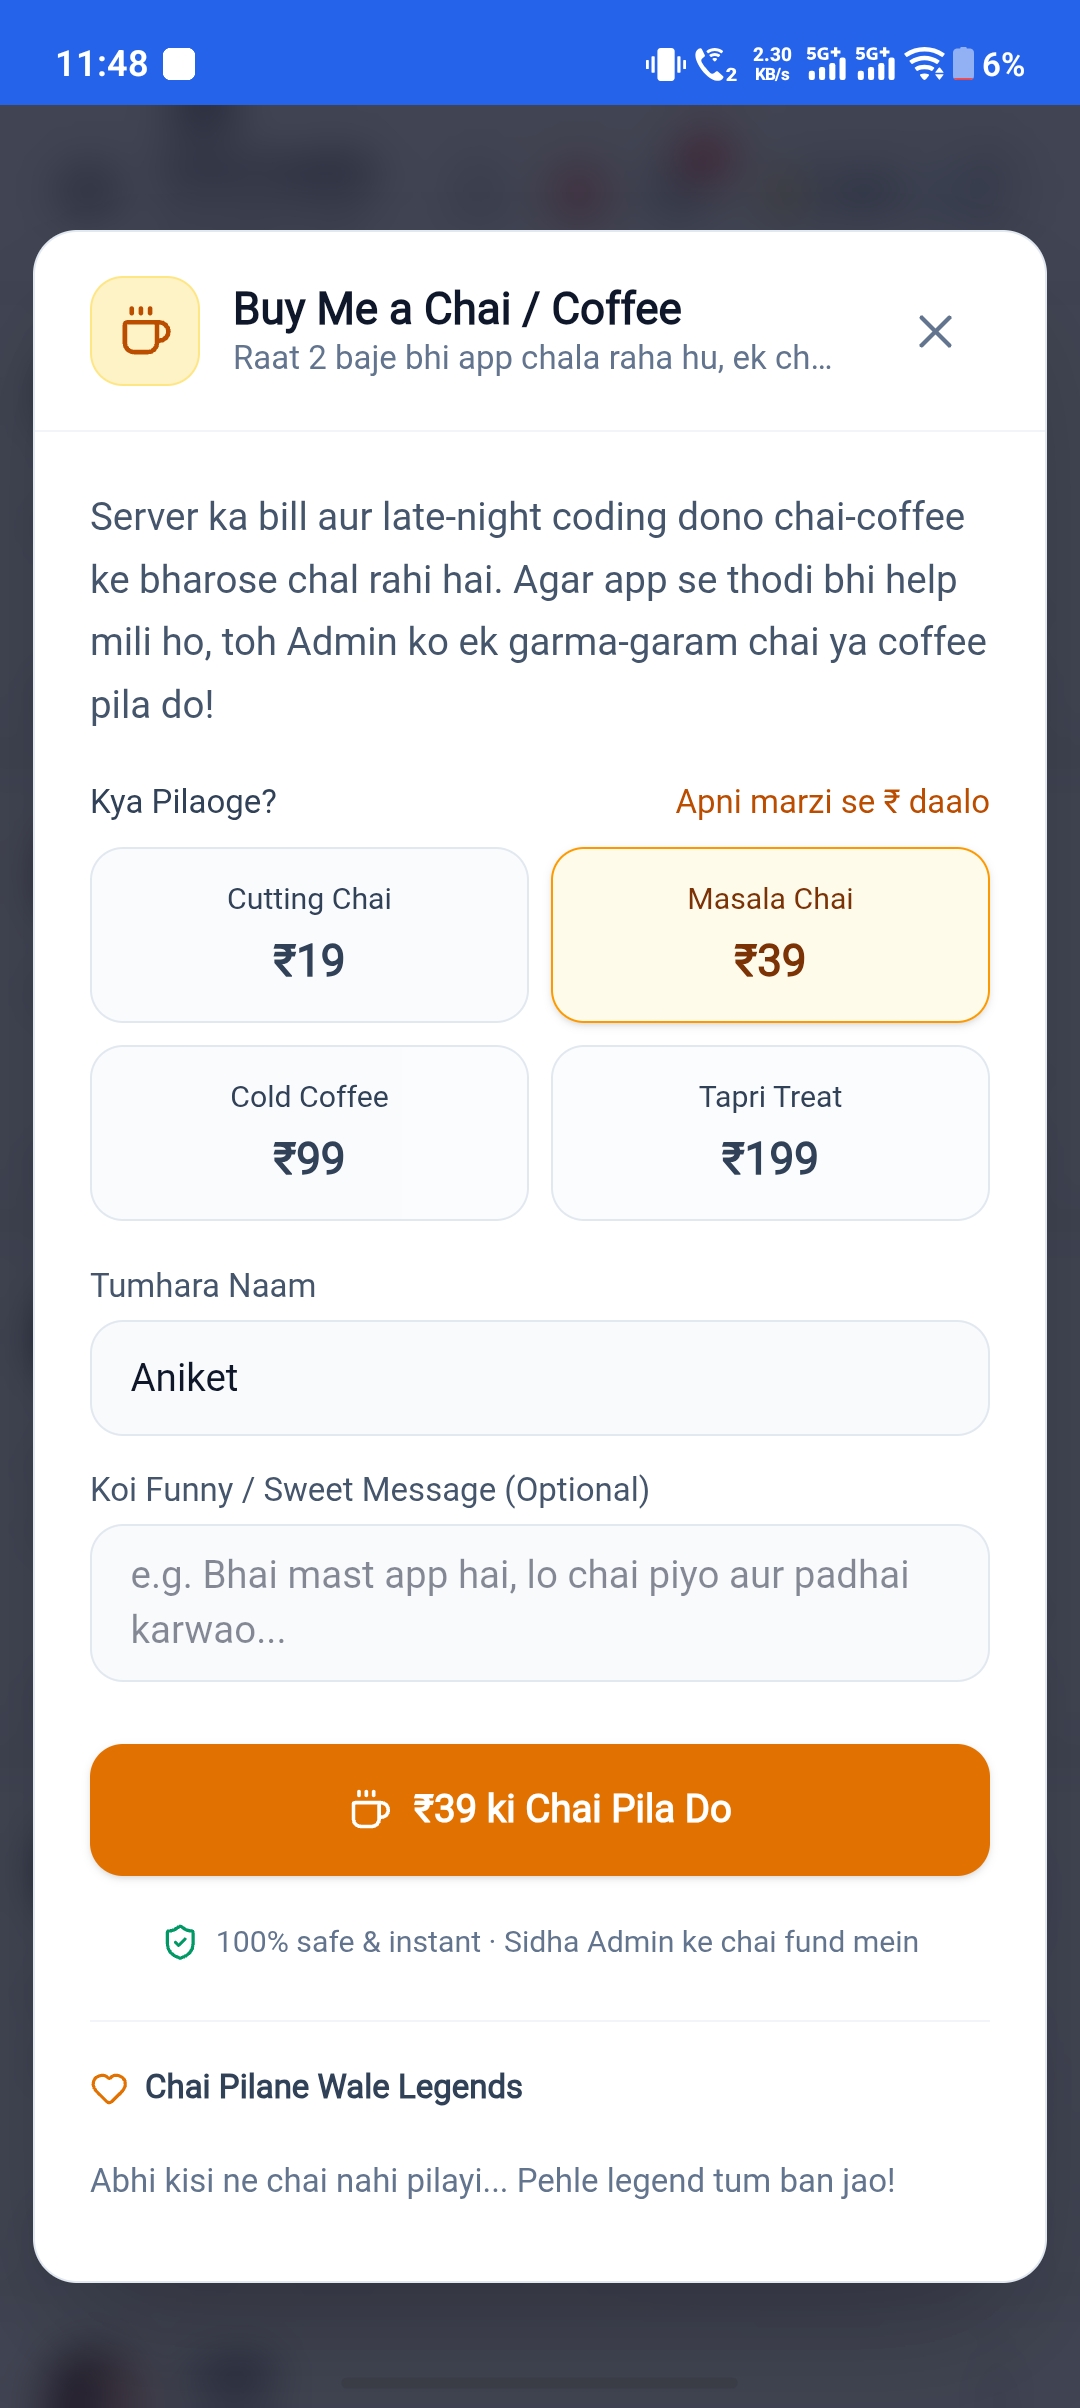 11:48
2
2.30 KB/s
5G+ 5G+
6%
Buy Me a Chai / Coffee
Raat 2 baje bhi app chala raha hu, ek ch...
Server ka bill aur late-night coding dono chai-coffee
ke bharose chal rahi hai. Agar app se thodi bhi help
mili ho, toh Admin ko ek garma-garam chai ya coffee
pila do!
Kya Pilaoge?
Apni marzi se ₹ daalo
Cutting Chai
₹19
Masala Chai
₹39
Cold Coffee
₹99
Tapri Treat
₹199
Tumhara Naam
Aniket
Koi Funny / Sweet Message (Optional)
e.g. Bhai mast app hai, lo chai piyo aur padhai
karwao...
₹39 ki Chai Pila Do
100% safe & instant · Sidha Admin ke chai fund mein
Chai Pilane Wale Legends
Abhi kisi ne chai nahi pilayi... Pehle legend tum ban jao!